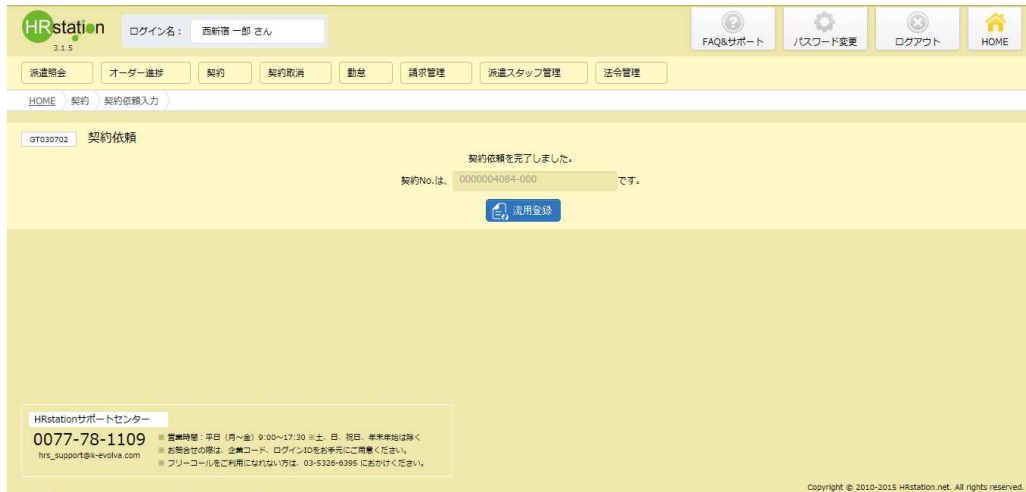 HRstation
3.1.5
ログイン名： 西新宿 一郎 さん
FAQ&サポート パスワード変更 ログアウト HOME
派遣照会 オーダー進捗 契約 契約取消 勤怠 請求管理 派遣スタッフ管理 法令管理
HOME 契約 契約依頼入力
GT030702 契約依頼
契約依頼を完了しました。
契約No.は、 0000004084-000 です。
流用登録
HRstationサポートセンター
0077-78-1109
hrs_support@k-evolva.com
※ 営業時間：平日（月～金）9:00～17:30 ※土、日、祝日、年末年始は除く
※ お問合せの際は、企業コード、ログインIDをお手元にご用意ください。
※ フリーコールをご利用になれない方は、03-5326-6395 におかけください。
Copyright © 2010-2015 HRstation.net. All rights reserved.